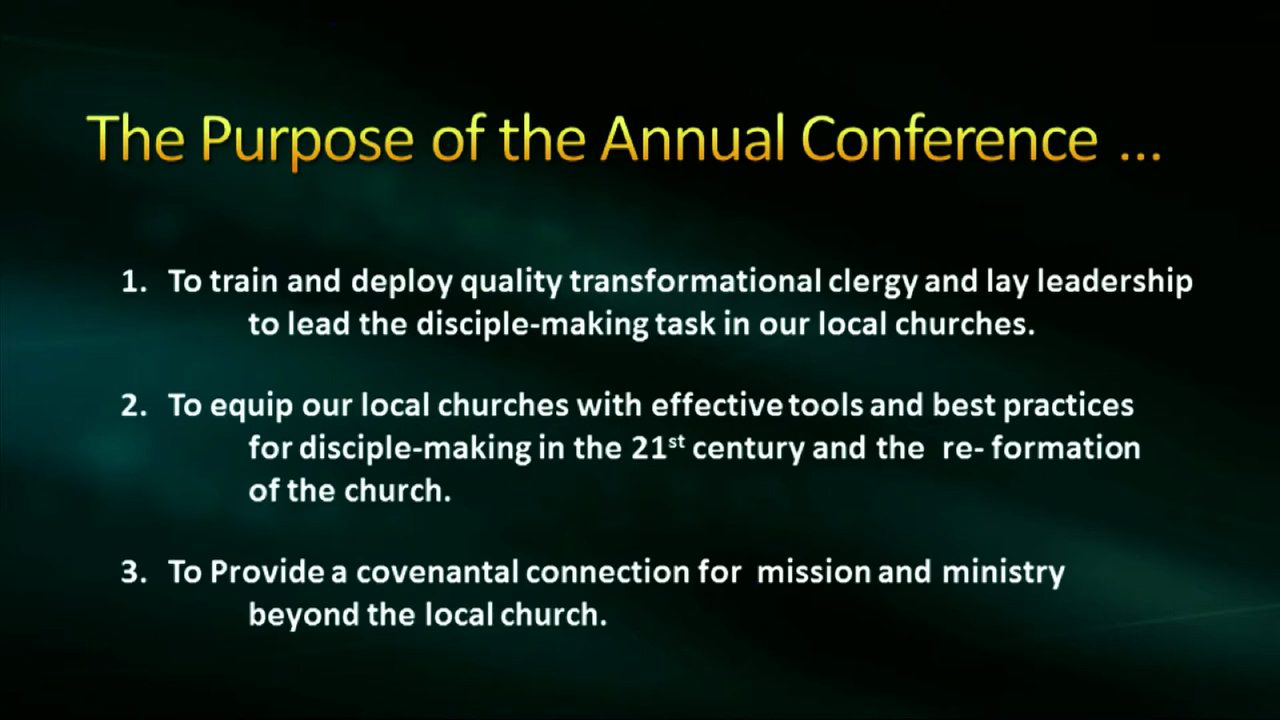 The Purpose of the Annual Conference ...
1. To train and deploy quality transformational clergy and lay leadership
to lead the disciple-making task in our local churches.
2. To equip our local churches with effective tools and best practices
for disciple-making in the 21st century and the re- formation
of the church.
3. To Provide a covenantal connection for mission and ministry
beyond the local church.